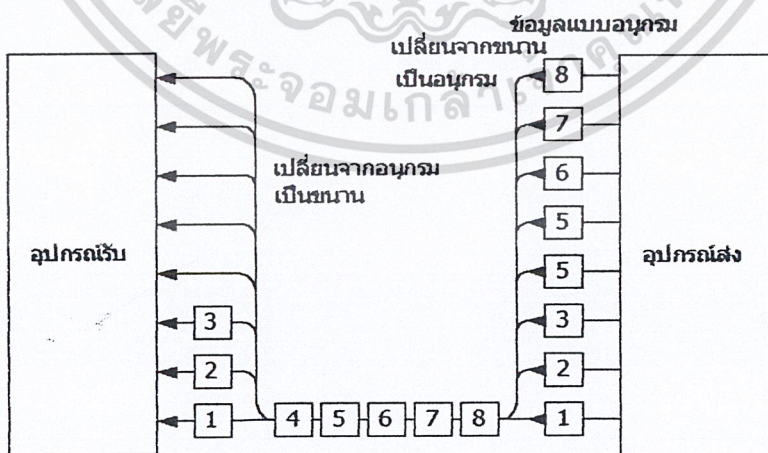 ข้อมูลแบบอนุกรม
เปลี่ยนจากขนาน
เป็นอนุกรม
8
7
เปลี่ยนจากอนุกรม
เป็นขนาน
6
5
อุปกรณ์รับ
อุปกรณ์ส่ง
5
3
3
2
2
1
4
5
6
7
8
1